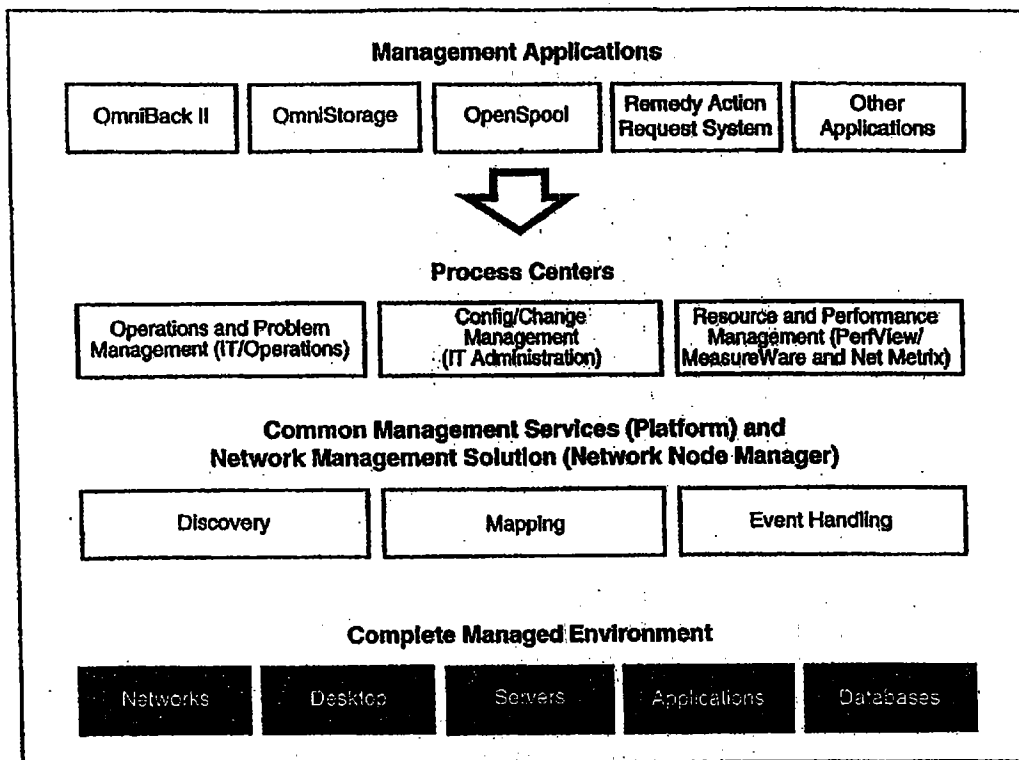 Management Applications
OmniBack II
OmniStorage
OpenSpool
Remedy Action
Request System
Other
Applications
Process Centers
Operations and Problem
Management (IT/Operations)
Config/Change
Management
(IT Administration)
Resource and Performance
Management (PerfView/
MeasureWare and Net Metrix)
Common Management Services (Platform) and
Network Management Solution (Network Node Manager)
Discovery
Mapping
Event Handling
Complete Managed Environment
Networks
Desktop
Servers
Applications
Databases